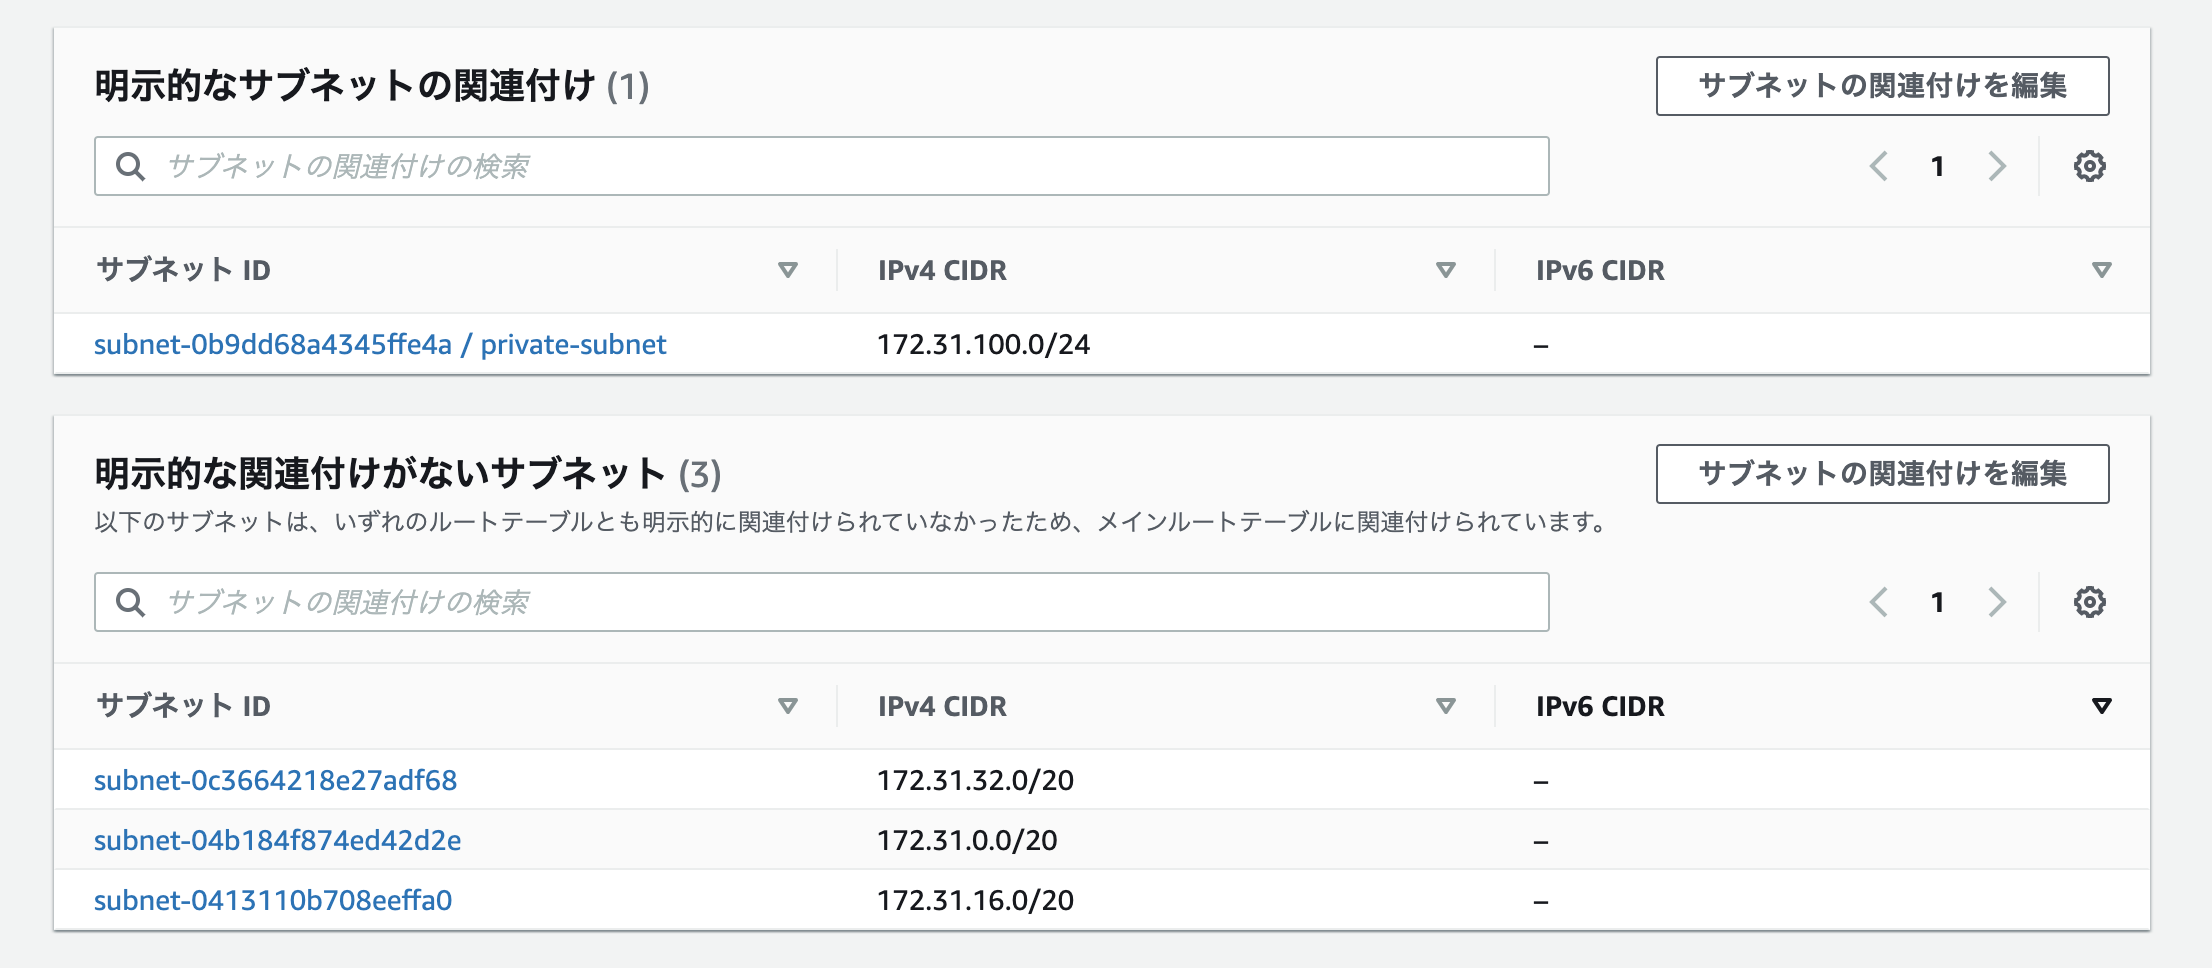 明示的なサブネットの関連付け (1)
サブネットの関連付けを編集
サブネットの関連付けの検索
1
サブネット ID
IPv4 CIDR
IPv6 CIDR
subnet-0b9dd68a4345ffe4a / private-subnet
172.31.100.0/24
–
明示的な関連付けがないサブネット (3)
サブネットの関連付けを編集
以下のサブネットは、いずれのルートテーブルとも明示的に関連付けられていなかったため、メインルートテーブルに関連付けられています。
サブネットの関連付けの検索
1
サブネット ID
IPv4 CIDR
IPv6 CIDR
subnet-0c3664218e27adf68
172.31.32.0/20
–
subnet-04b184f874ed42d2e
172.31.0.0/20
–
subnet-0413110b708eeffa0
172.31.16.0/20
–